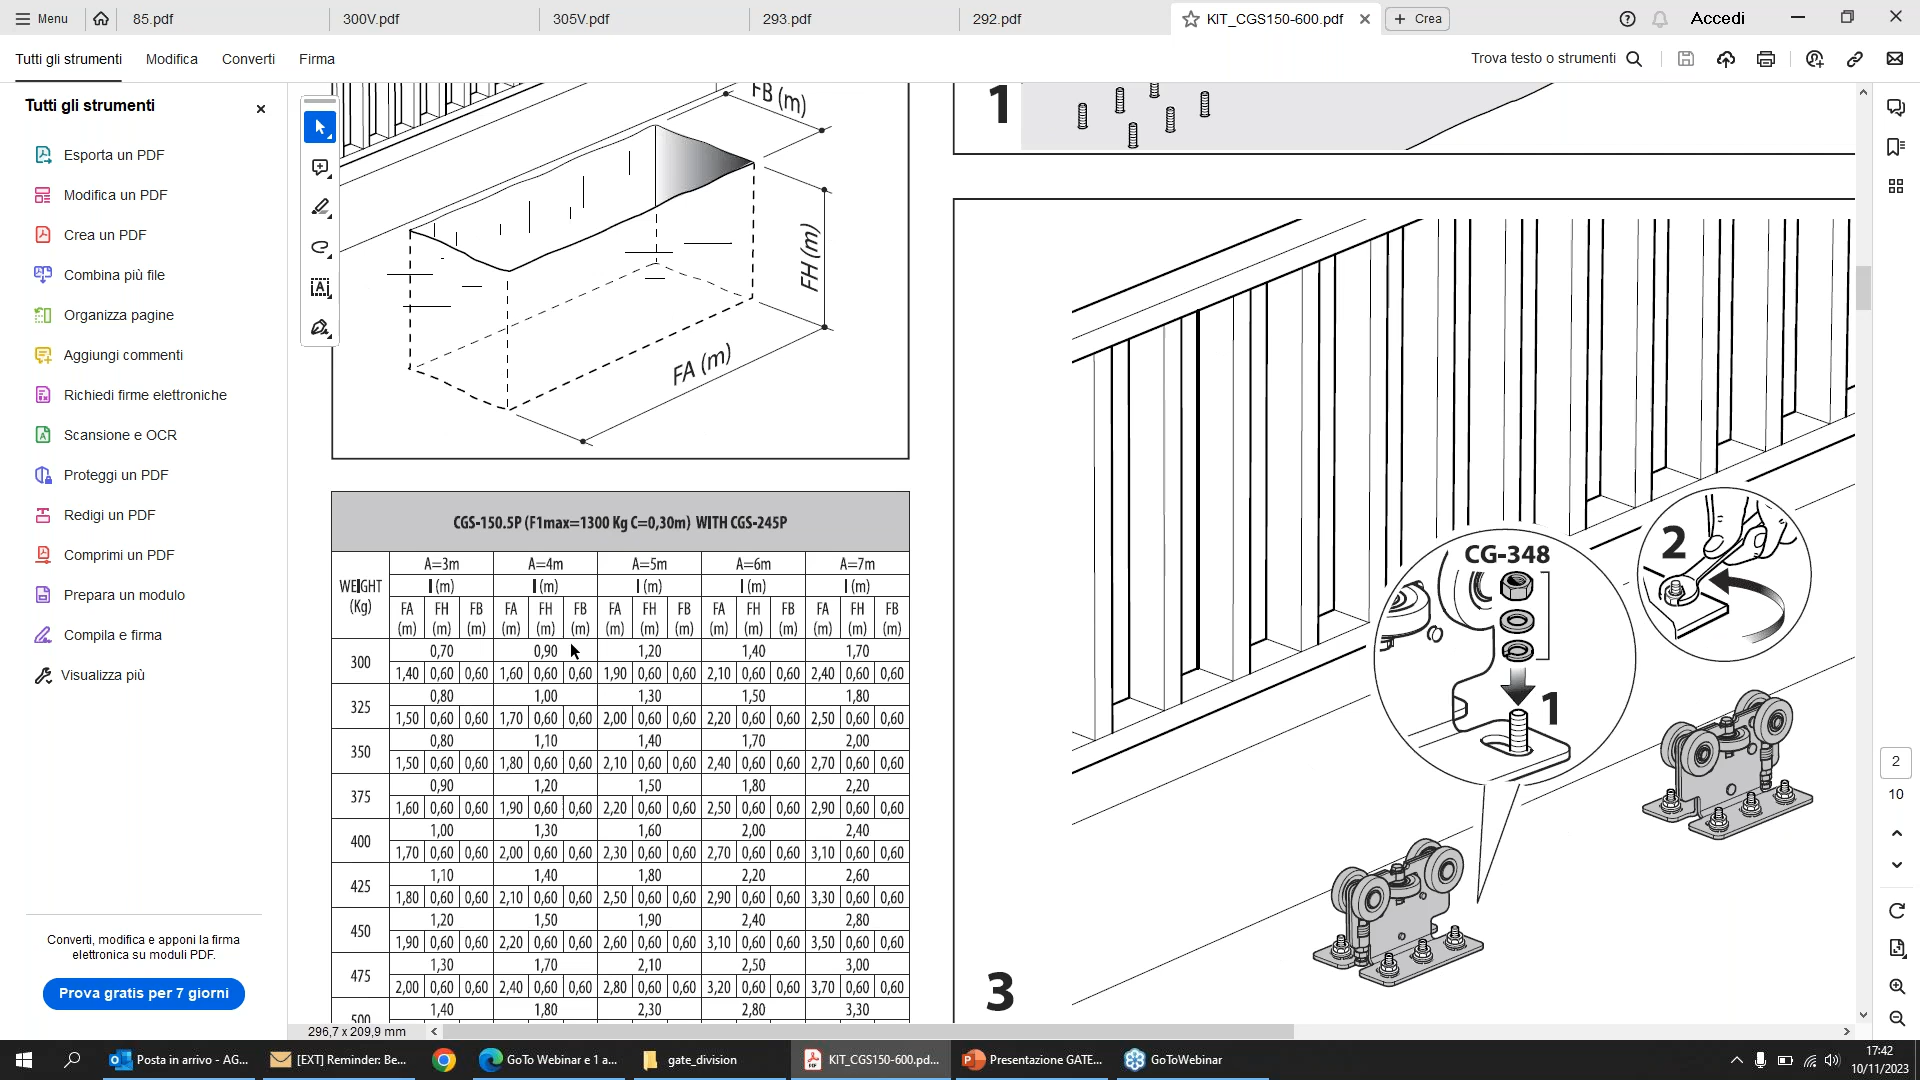 Menu
85.pdf
300V.pdf
305V.pdf
293.pdf
292.pdf
KIT_CGS150-600.pdf
Crea
Accedi
Tutti gli strumenti
Modifica
Converti
Firma
Trova testo o strumenti
Tutti gli strumenti
Esporta un PDF
Modifica un PDF
Crea un PDF
Combina più file
Organizza pagine
Aggiungi commenti
Richiedi firme elettroniche
Scansione e OCR
Proteggi un PDF
Redigi un PDF
Comprimi un PDF
Prepara un modulo
Compila e firma
Visualizza più
Converti, modifica e apponi la firma
elettronica su moduli PDF.
Prova gratis per 7 giorni
FB (m)
FH (m)
FA (m)
CGS-150.5P (F1max=1300 Kg C=0,30m) WITH CGS-245P
A=3m A=4m A=5m A=6m A=7m
WEIGHT (Kg)
I (m) I (m) I (m) I (m) I (m)
FA (m) FH (m) FB (m) FA (m) FH (m) FB (m) FA (m) FH (m) FB (m) FA (m) FH (m) FB (m) FA (m) FH (m) FB (m)
300
0,70 0,90 1,20 1,40 1,70
1,40 0,60 0,60 1,60 0,60 0,60 1,90 0,60 0,60 2,10 0,60 0,60 2,40 0,60 0,60
325
0,80 1,00 1,30 1,50 1,80
1,50 0,60 0,60 1,70 0,60 0,60 2,00 0,60 0,60 2,20 0,60 0,60 2,50 0,60 0,60
350
0,80 1,10 1,40 1,70 2,00
1,50 0,60 0,60 1,80 0,60 0,60 2,10 0,60 0,60 2,40 0,60 0,60 2,70 0,60 0,60
375
0,90 1,20 1,50 1,80 2,20
1,60 0,60 0,60 1,90 0,60 0,60 2,20 0,60 0,60 2,50 0,60 0,60 2,90 0,60 0,60
400
1,00 1,30 1,60 2,00 2,40
1,70 0,60 0,60 2,00 0,60 0,60 2,30 0,60 0,60 2,70 0,60 0,60 3,10 0,60 0,60
425
1,10 1,40 1,80 2,20 2,60
1,80 0,60 0,60 2,10 0,60 0,60 2,50 0,60 0,60 2,90 0,60 0,60 3,30 0,60 0,60
450
1,20 1,50 1,90 2,40 2,80
1,90 0,60 0,60 2,20 0,60 0,60 2,60 0,60 0,60 3,10 0,60 0,60 3,50 0,60 0,60
475
1,30 1,70 2,10 2,50 3,00
2,00 0,60 0,60 2,40 0,60 0,60 2,80 0,60 0,60 3,20 0,60 0,60 3,70 0,60 0,60
500
1,40 1,80 2,30 2,80 3,30
1
CG-348
1
2
3
2
10
296,7 x 209,9 mm
Posta in arrivo - AG...
[EXT] Reminder: Be...
GoTo Webinar e 1 a...
gate_division
KIT_CGS150-600.pd...
Presentazione GATE...
GoToWebinar
17:42
10/11/2023